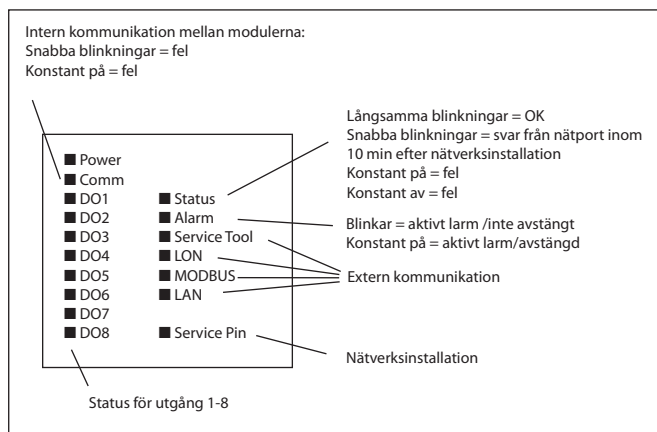 Intern kommunikation mellan modulerna:
Snabba blinkningar = fel
Konstant på = fel
Långsamma blinkningar = OK
Snabba blinkningar = svar från nätport inom
10 min efter nätverksinstallation
Konstant på = fel
Konstant av = fel
Power
Comm
DO1 Status
DO2 Alarm
DO3 Service Tool
DO4 LON
DO5 MODBUS
DO6 LAN
DO7
DO8 Service Pin
Blinkar = aktivt larm /inte avstängt
Konstant på = aktivt larm/avstängd
Extern kommunikation
Nätverksinstallation
Status för utgång 1-8